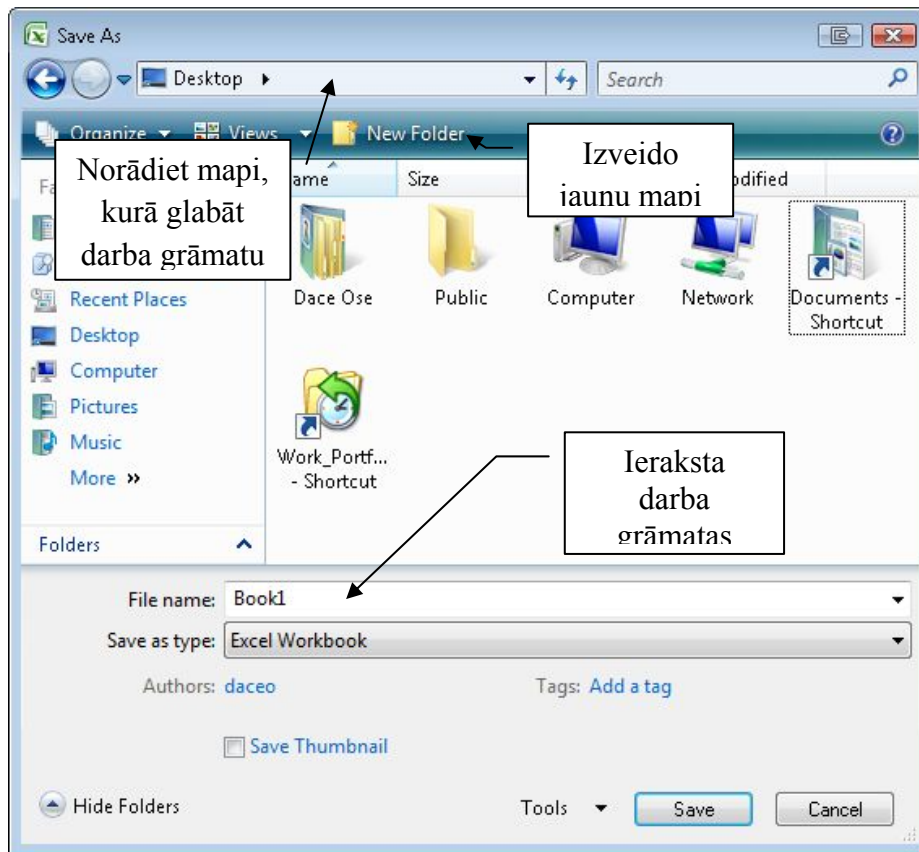 Save As
Desktop
Search
Organize Views New Folder
Norādiet mapi,
kurā glabāt
darba grāmatu
Izveido
jaunu mapi
Size
Recent Places
Desktop
Computer
Pictures
Music
More »
Folders
Dace Ose
Public
Computer
Network
Documents -
Shortcut
Work_Portf...
- Shortcut
Ieraksta
darba
grāmatas
File name: Book1
Save as type: Excel Workbook
Authors: daceo Tags: Add a tag
Save Thumbnail
Hide Folders Tools Save Cancel